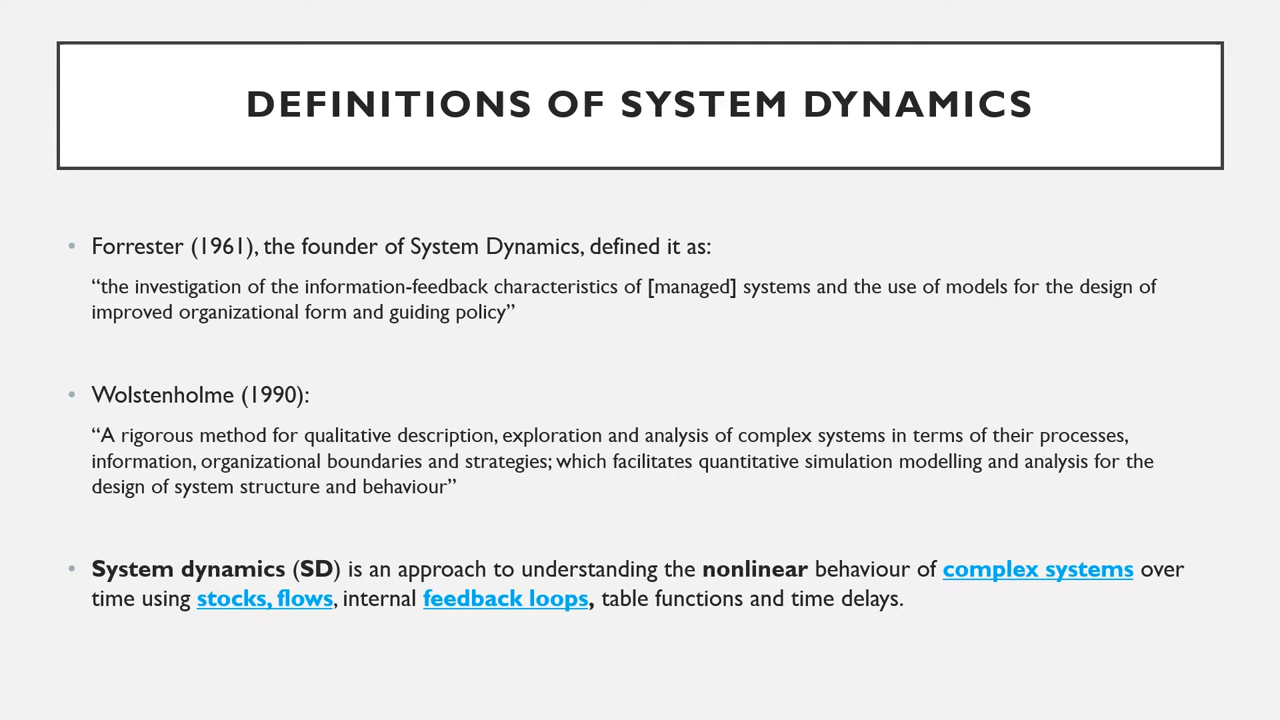 DEFINITIONS OF SYSTEM DYNAMICS
• Forrester (1961), the founder of System Dynamics, defined it as:
“the investigation of the information-feedback characteristics of [managed] systems and the use of models for the design of
improved organizational form and guiding policy”
• Wolstenholme (1990):
“A rigorous method for qualitative description, exploration and analysis of complex systems in terms of their processes,
information, organizational boundaries and strategies; which facilitates quantitative simulation modelling and analysis for the
design of system structure and behaviour”
• System dynamics (SD) is an approach to understanding the nonlinear behaviour of complex systems over
time using stocks, flows, internal feedback loops, table functions and time delays.